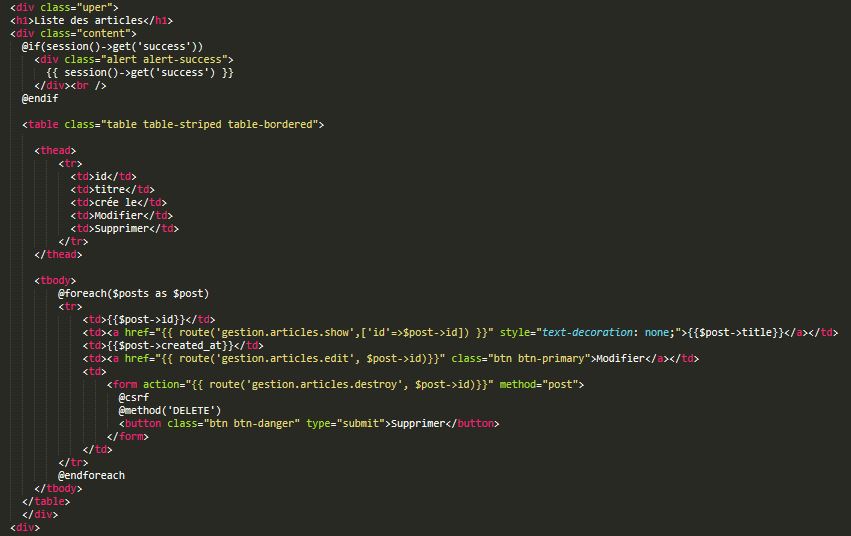 <div class="uper">
<h1>Liste des articles</h1>
<div class="content">
@if(session()->get('success'))
<div class="alert alert-success">
{{ session()->get('success') }}
</div><br />
@endif
<table class="table table-striped table-bordered">
<thead>
<tr>
<td>id</td>
<td>titre</td>
<td>crée le</td>
<td>Modifier</td>
<td>Supprimer</td>
</tr>
</thead>
<tbody>
@foreach($posts as $post)
<tr>
<td>{{$post->id}}</td>
<td><a href="{{ route('gestion.articles.show',['id'=>$post->id]) }}" style="text-decoration: none;">{{$post->title}}</a></td>
<td>{{$post->created_at}}</td>
<td><a href="{{ route('gestion.articles.edit', $post->id)}}" class="btn btn-primary">Modifier</a></td>
<td>
<form action="{{ route('gestion.articles.destroy', $post->id)}}" method="post">
@csrf
@method('DELETE')
<button class="btn btn-danger" type="submit">Supprimer</button>
</form>
</td>
</tr>
@endforeach
</tbody>
</table>
</div>
<div>